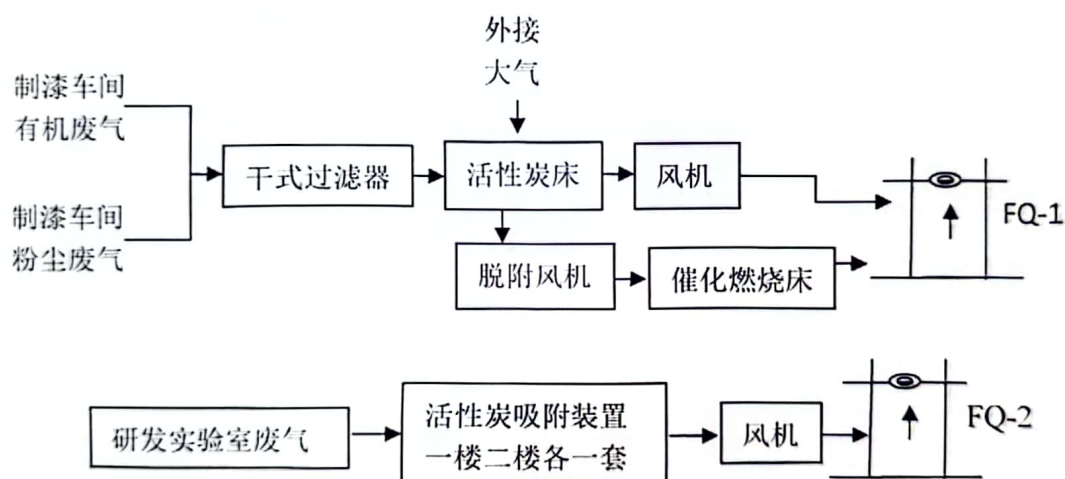 外接
大气
制漆车间
有机废气
干式过滤器
活性炭床
风机
制漆车间
粉尘废气
FQ-1
脱附风机
催化燃烧床
研发实验室废气
活性炭吸附装置
一楼二楼各一套
风机
FQ-2